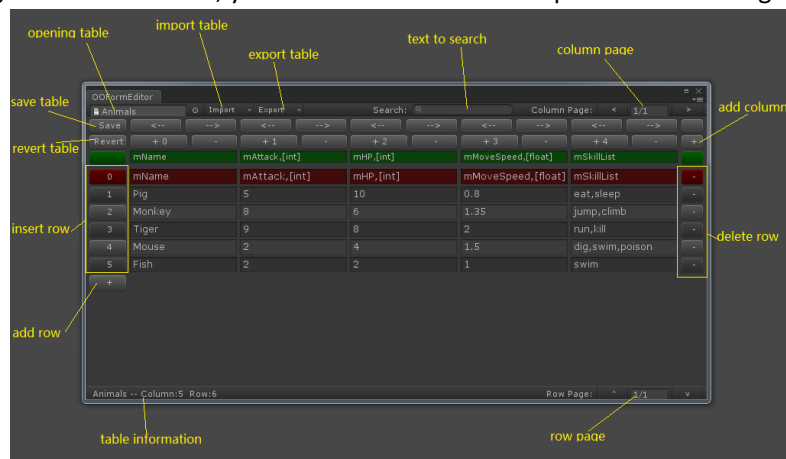 opening table
import table
export table
text to search
column page
OOFormEditor
Animals Import Export Search: Column Page: < 1/1 >
save table
Save <-- --> <-- --> <-- --> <-- --> <-- -->
add column
revert table
Revert + 0 - + 1 - + 2 - + 3 - + 4 - +
mName mAttack,[int] mHP,[int] mMoveSpeed,[float] mSkillList
0 mName mAttack,[int] mHP,[int] mMoveSpeed,[float] mSkillList -
1 Pig 5 10 0.8 eat,sleep -
2 Monkey 8 6 1.35 jump,climb -
insert row
3 Tiger 9 8 2 run,kill -
delete row
4 Mouse 2 4 1.5 dig,swim,poison -
5 Fish 2 2 1 swim -
+
add row
Animals -- Column:5 Row:6 Row Page: ^ 1/1 v
table information
row page